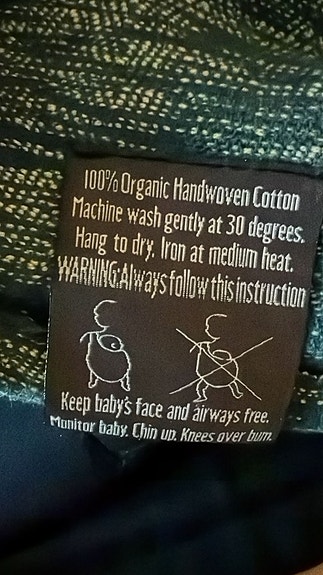 100% Organic Handwoven Cotton
Machine wash gently at 30 degrees.
Hang to dry. Iron at medium heat.
WARNING:Always follow this instruction
Keep baby's face and airways free.
Monitor baby. Chin up. Knees over bum.